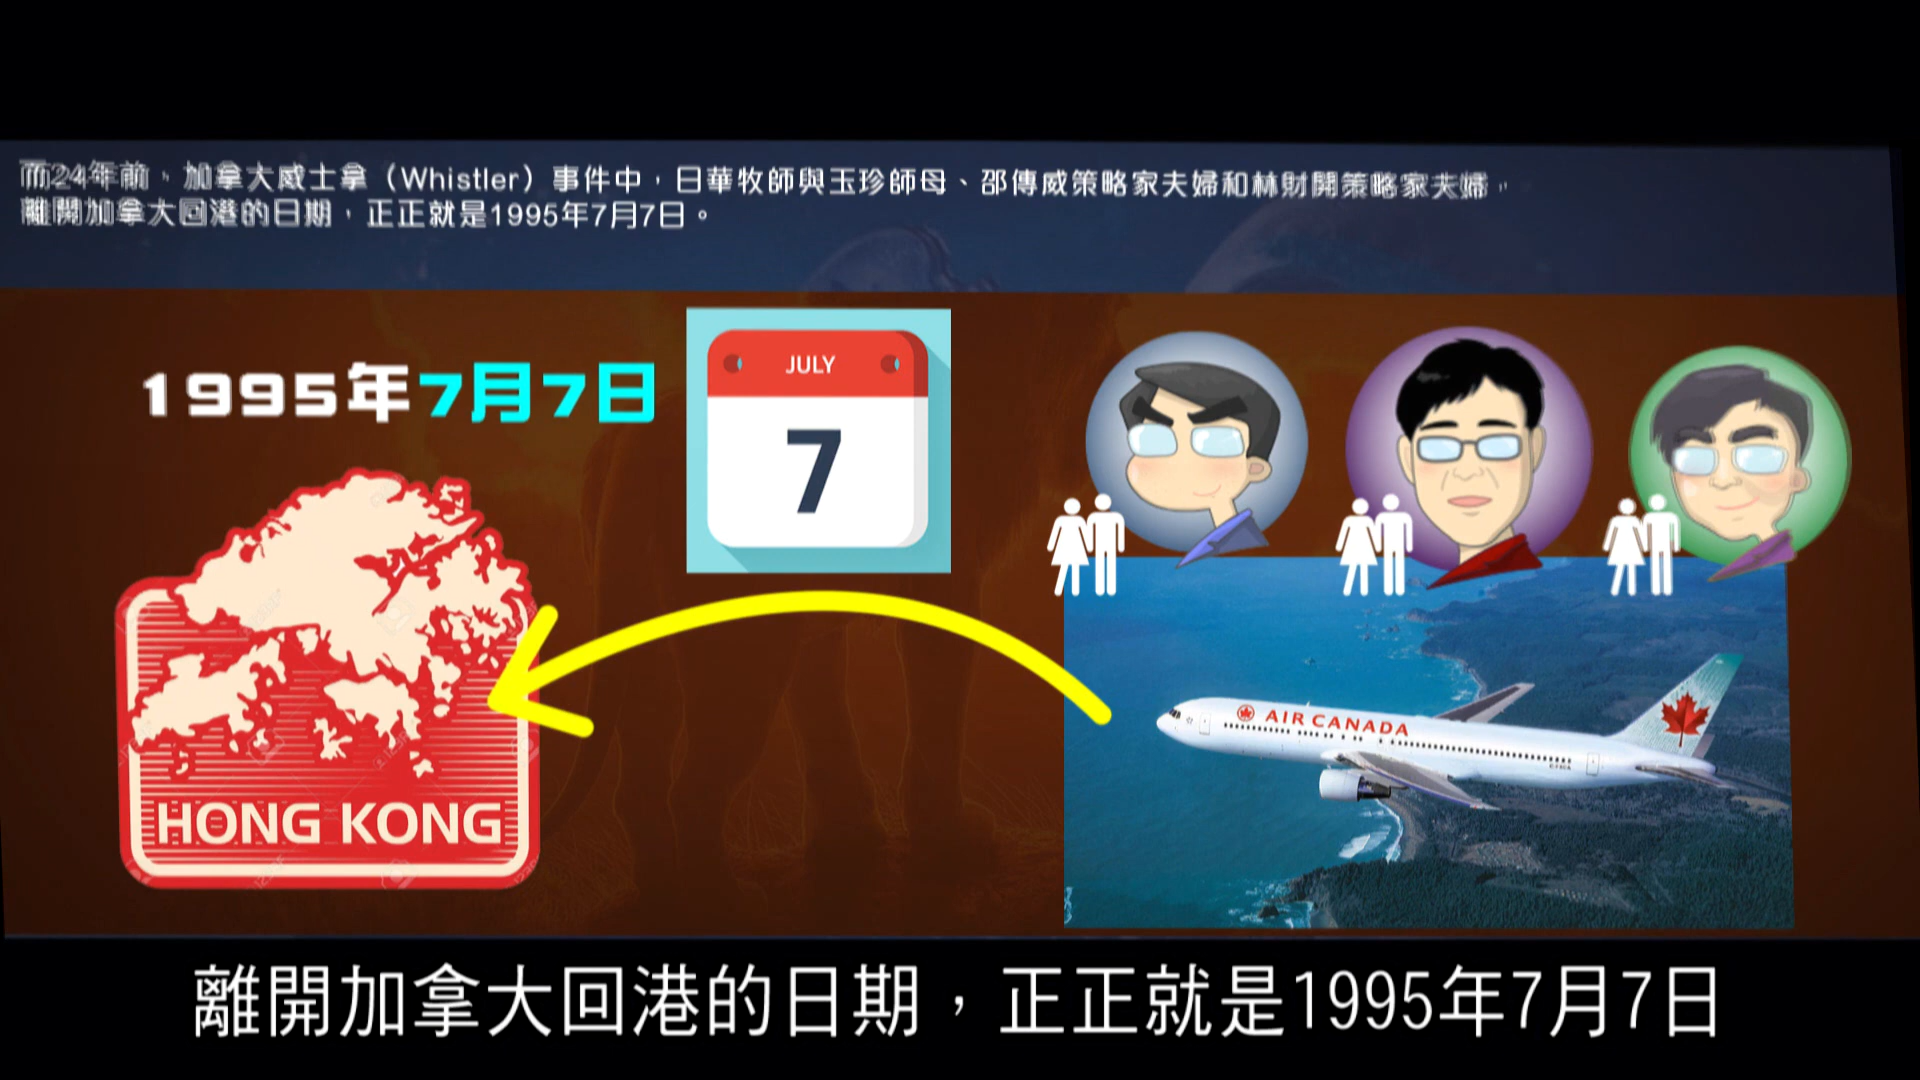 而24年前，加拿大威士拿（Whistler）事件中，日華牧師與玉珍師母、邵傳威策略家夫婦和林財開策略家夫婦，
離開加拿大回港的日期，正正就是1995年7月7日。
1995年7月7日
JULY
7
AIR CANADA
HONG KONG
離開加拿大回港的日期，正正就是1995年7月7日